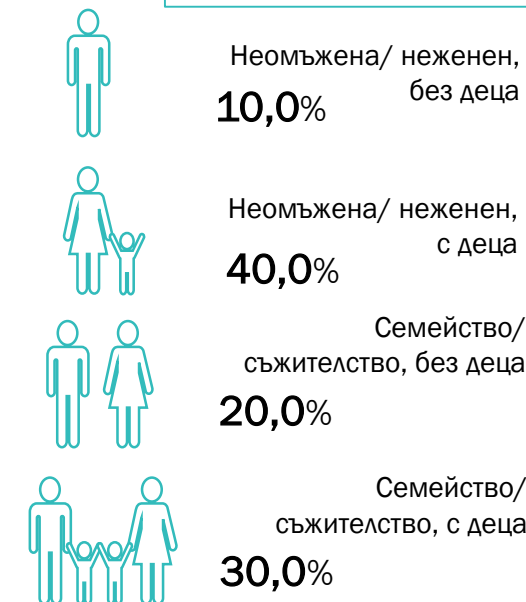 Неомъжена/ неженен,
без деца
10,0%
Неомъжена/ неженен,
с деца
40,0%
Семейство/
съжителство, без деца
20,0%
Семейство/
съжителство, с деца
30,0%